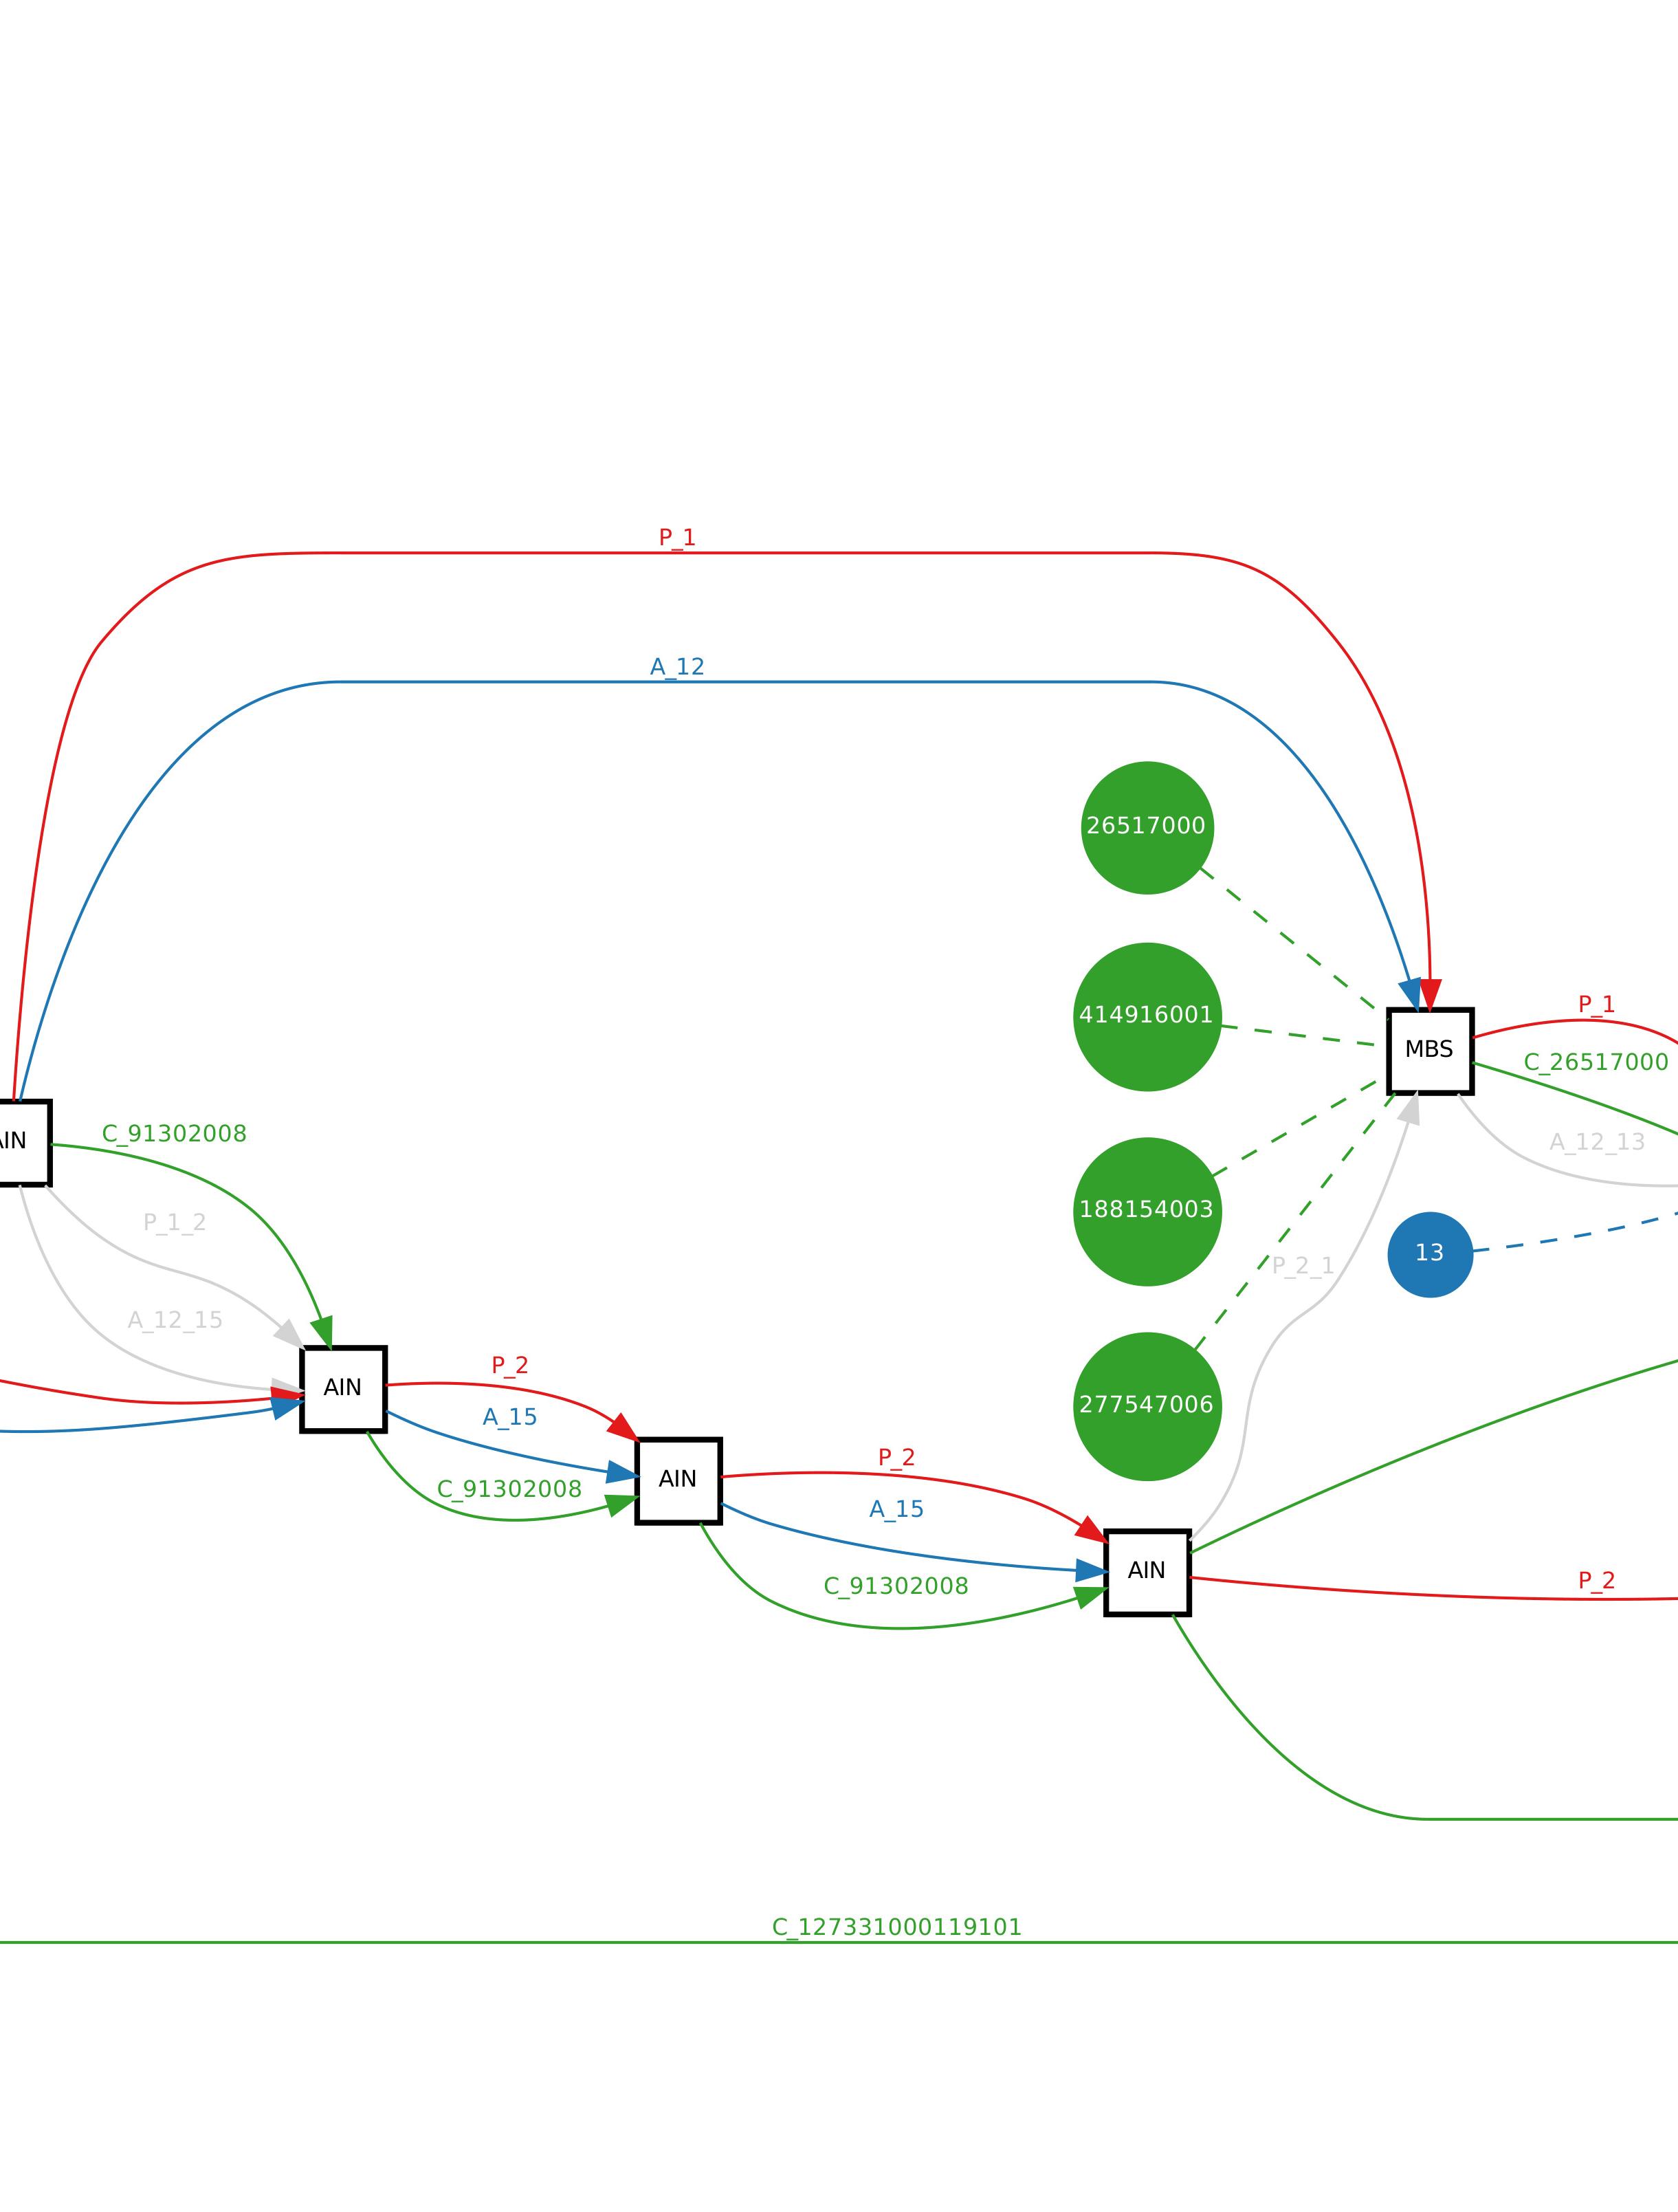 P_1
A_12
26517000
P_1
414916001
MBS
C_26517000
C_91302008
AIN
A_12_13
188154003
P_1_2
13
P_2_1
A_12_15
P_2
AIN
277547006
A_15
P_2
AIN
C_91302008
A_15
AIN
P_2
C_91302008
C_127331000119101